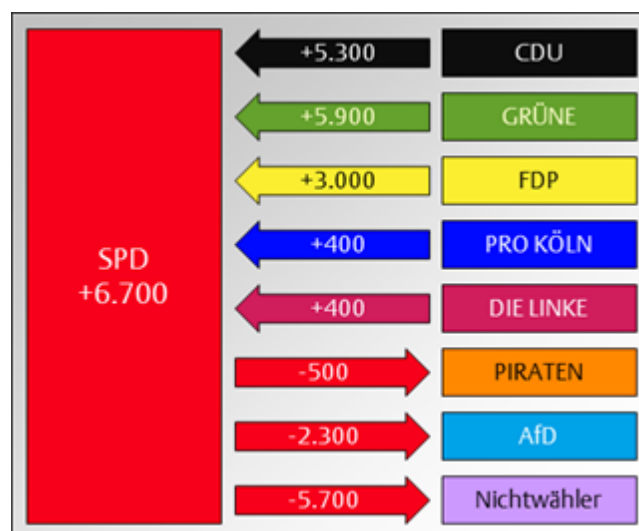 SPD
+6.700
+5.300 CDU
+5.900 GRÜNE
+3.000 FDP
+400 PRO KÖLN
+400 DIE LINKE
-500 PIRATEN
-2.300 AfD
-5.700 Nichtwähler